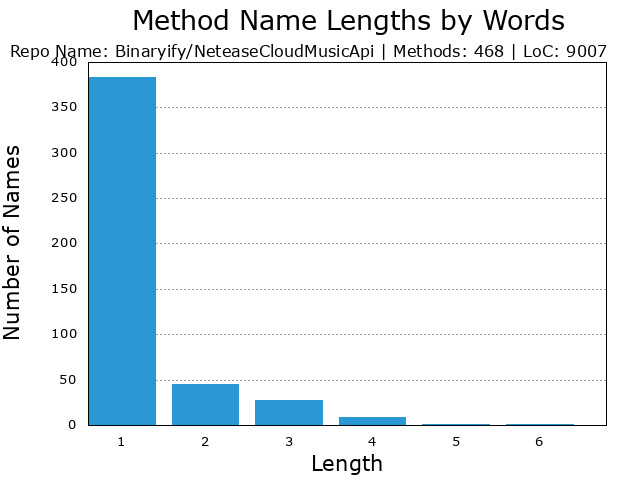 Method Name Lengths by Words
Repo Name: Binaryify/NeteaseCloudMusicApi | Methods: 468 | LoC: 9007
400
350
300
250
200
150
100
50
0
Number of Names
1 2 3 4 5 6
Length